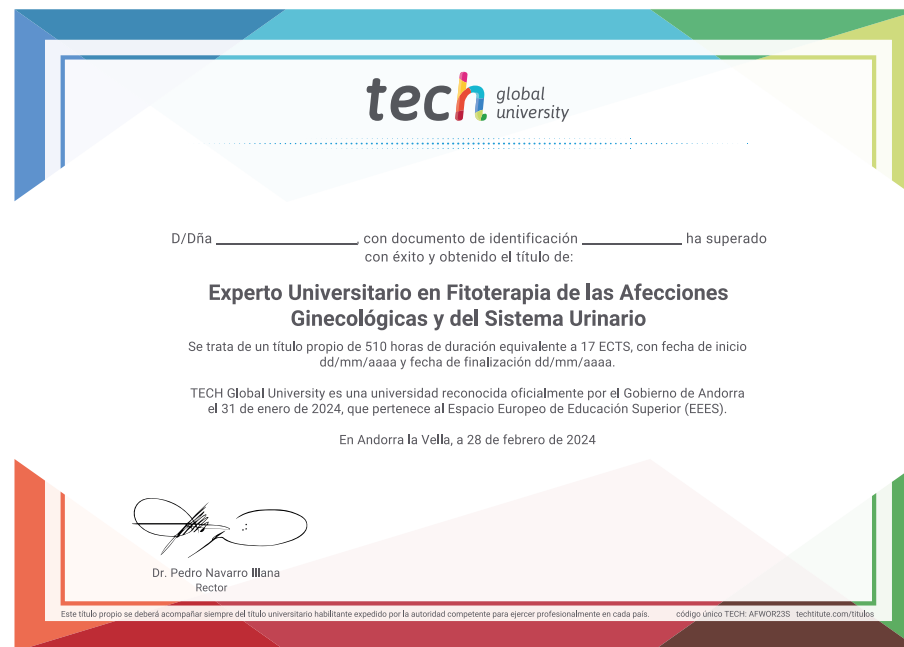 tech global university
D/Dña ____________________, con documento de identificación ______________ ha superado
con éxito y obtenido el título de:
Experto Universitario en Fitoterapia de las Afecciones
Ginecológicas y del Sistema Urinario
Se trata de un título propio de 510 horas de duración equivalente a 17 ECTS, con fecha de inicio
dd/mm/aaaa y fecha de finalización dd/mm/aaaa.
TECH Global University es una universidad reconocida oficialmente por el Gobierno de Andorra
el 31 de enero de 2024, que pertenece al Espacio Europeo de Educación Superior (EEES).
En Andorra la Vella, a 28 de febrero de 2024
Dr. Pedro Navarro Illana
Rector
Este título propio se deberá acompañar siempre del título universitario habilitante expedido por la autoridad competente para ejercer profesionalmente en cada país. código único TECH: AFWOR23S techtitute.com/titulos